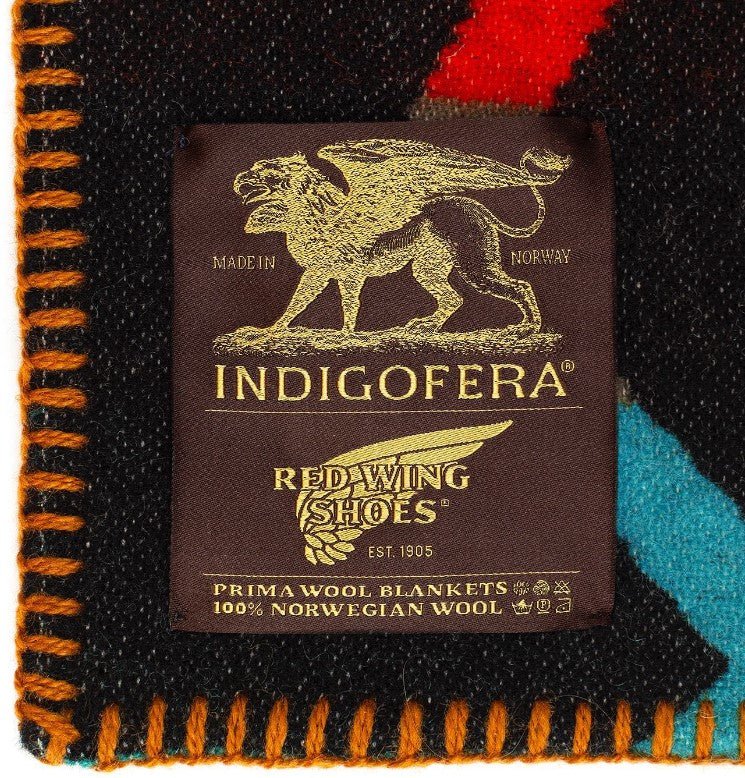 MADE IN NORWAY
INDIGOFERA®
RED WING
SHOES®
EST. 1905
PRIMA WOOL BLANKETS
100% NORWEGIAN WOOL